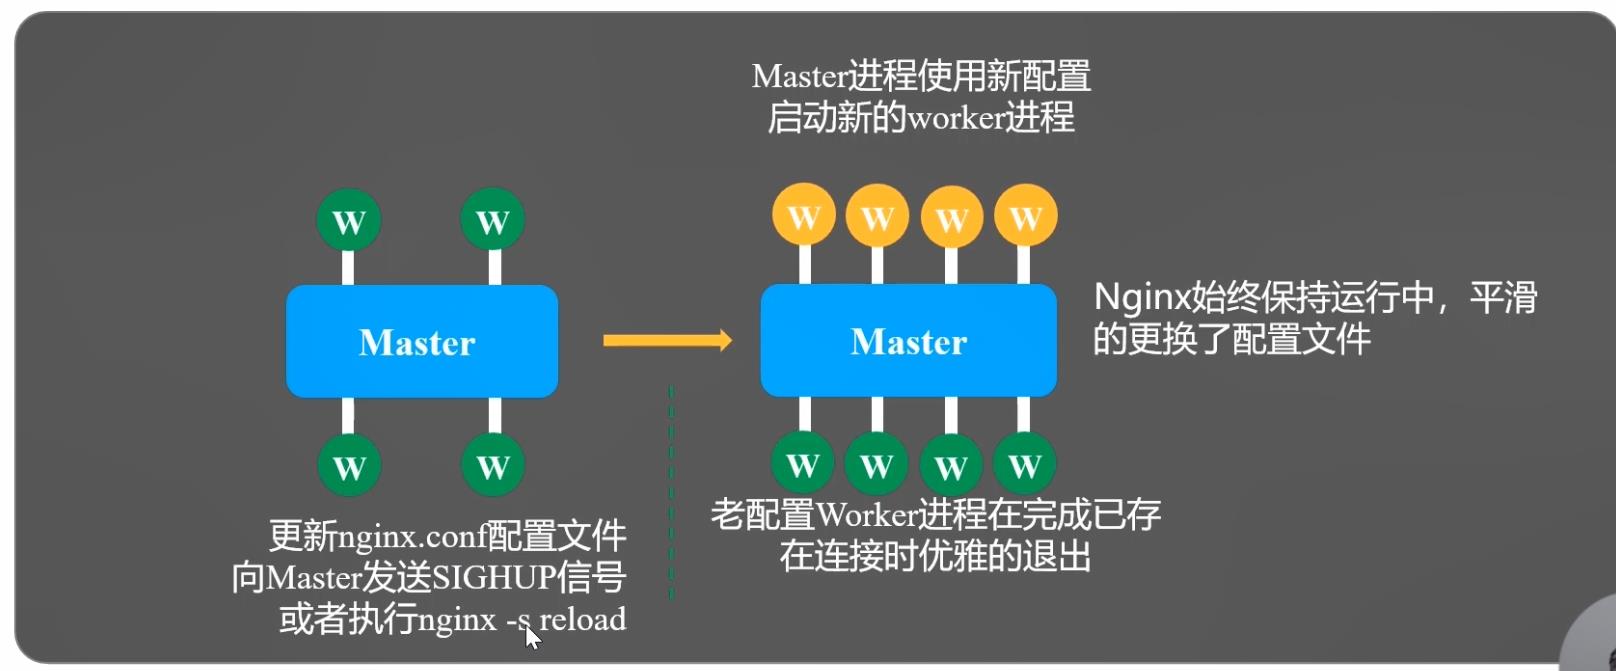 Master进程使用新配置
启动新的worker进程
W
W
W
W
W
W
Master
Master
Nginx始终保持运行中，平滑
的更换了配置文件
W
W
W
W
W
W
更新nginx.conf配置文件
向Master发送SIGHUP信号
或者执行nginx -s reload
老配置Worker进程在完成已存
在连接时优雅的退出